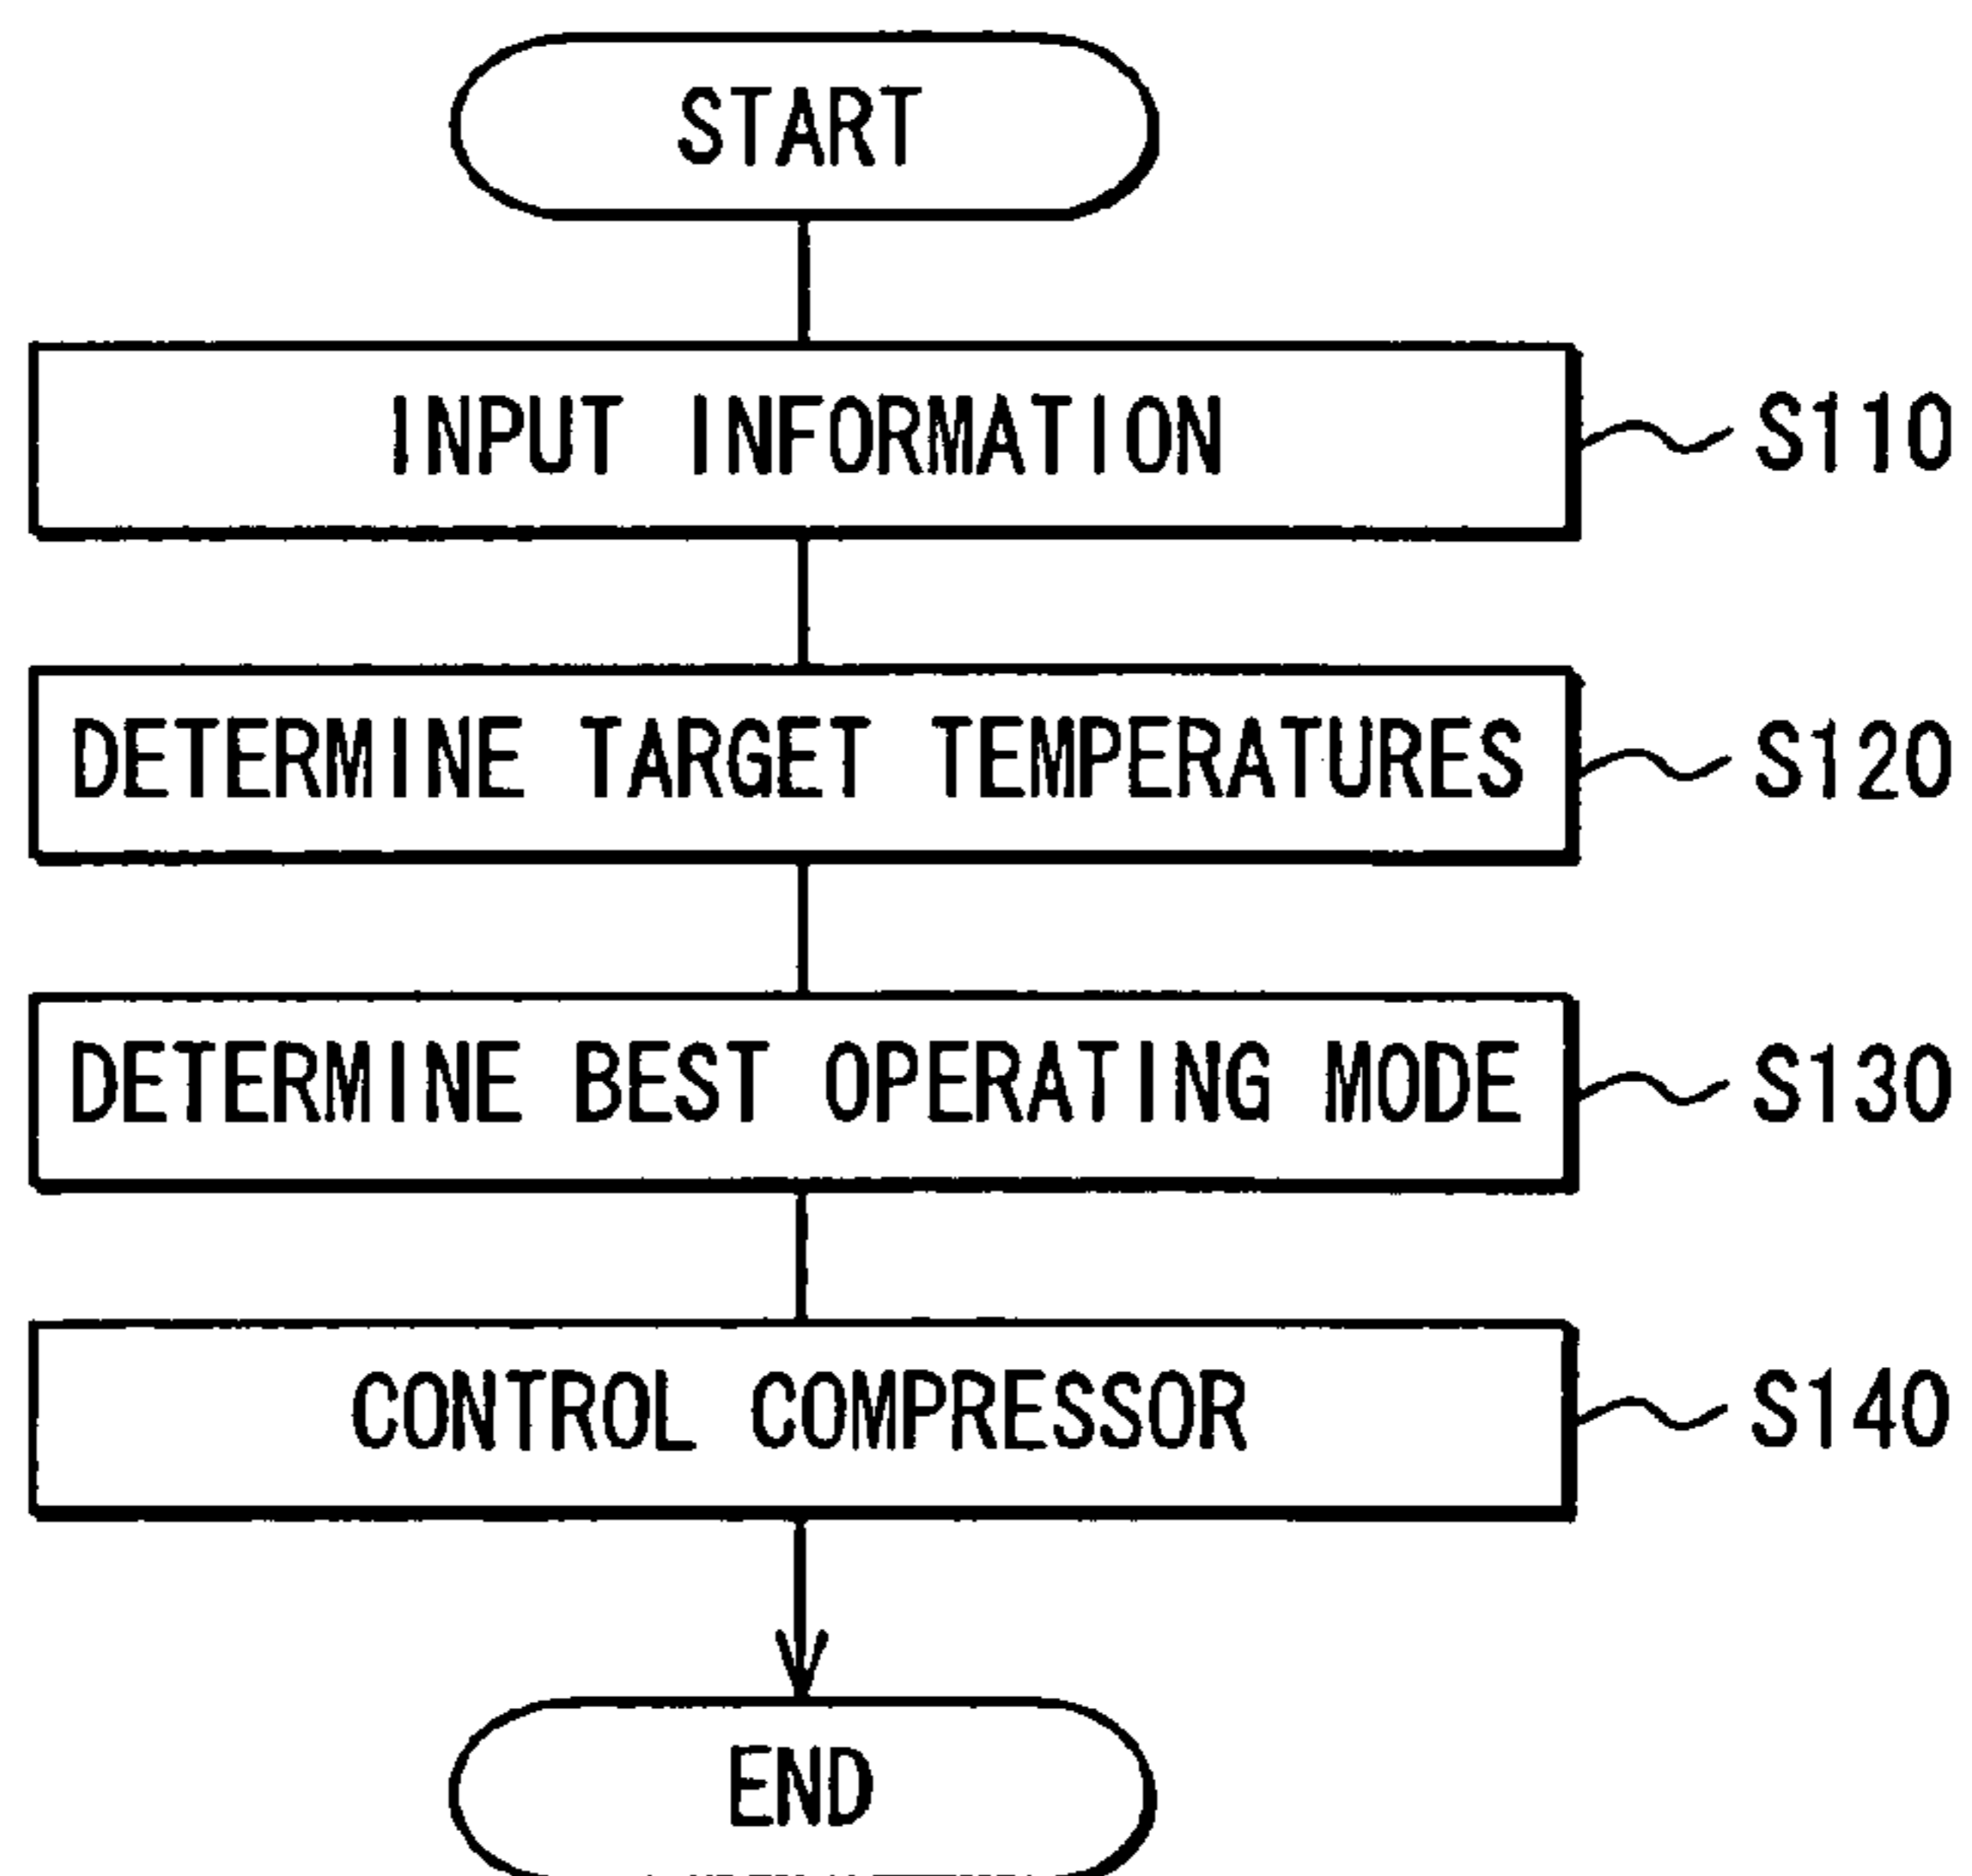 START
INPUT INFORMATION
S110
DETERMINE TARGET TEMPERATURES
S120
DETERMINE BEST OPERATING MODE
S130
CONTROL COMPRESSOR
S140
END